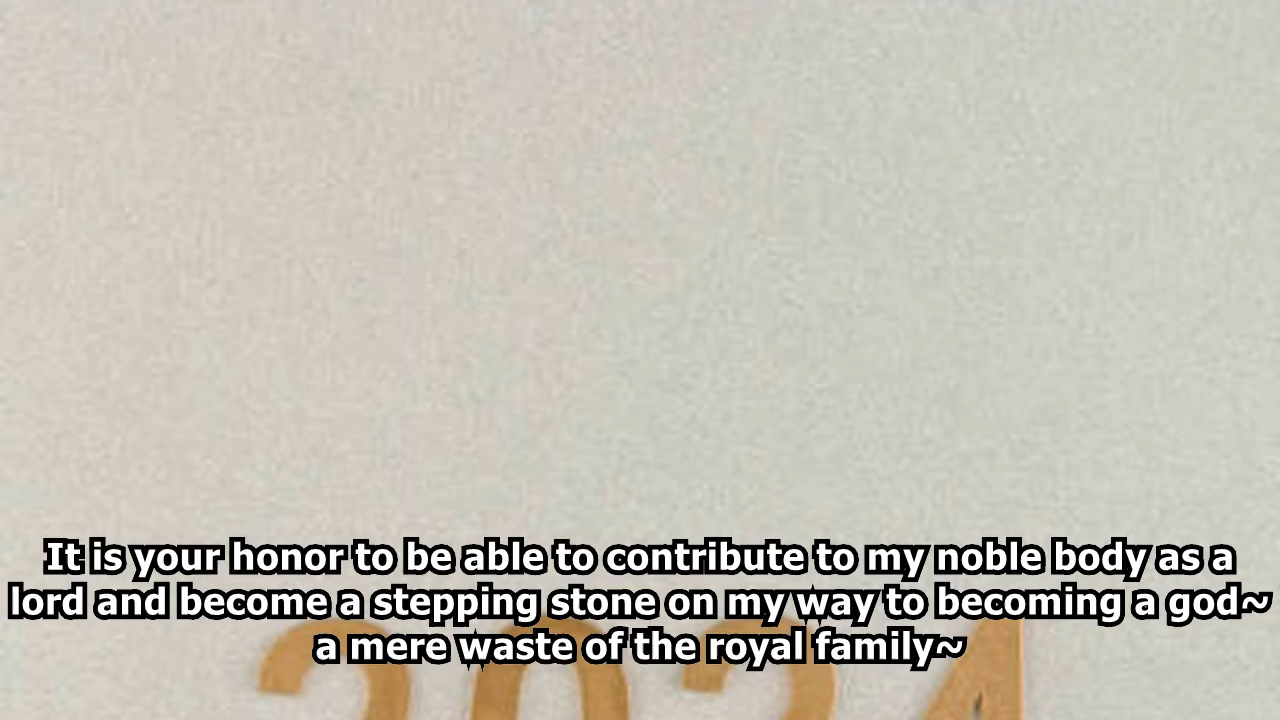 It is your honor to be able to contribute to my noble body as a
lord and become a stepping stone on my way to becoming a god~
a mere waste of the royal family~
2024